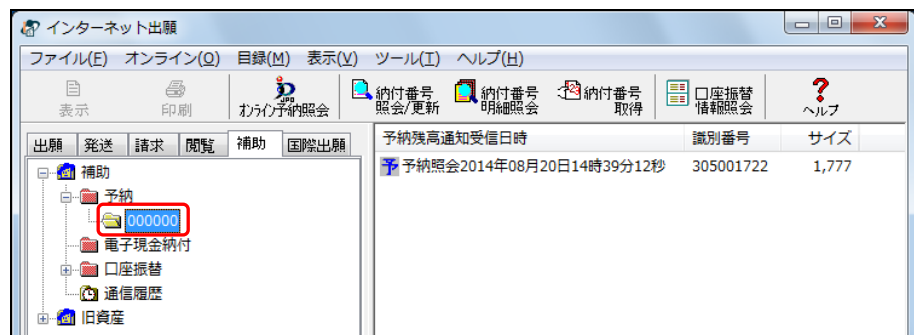 インターネット出願
ファイル(F) オンライン(O) 目録(M) 表示(V) ツール(T) ヘルプ(H)
表示
印刷
オンライン予納照会
納付番号
照会/更新
納付番号
明細照会
納付番号
取得
口座振替
情報照会
ヘルプ
出願 発送 請求 閲覧 補助 国際出願
補助
予納
000000
電子現金納付
口座振替
通信履歴
旧資産
予納残高通知受信日時 識別番号 サイズ
予 予納照会2014年08月20日14時39分12秒 305001722 1,777